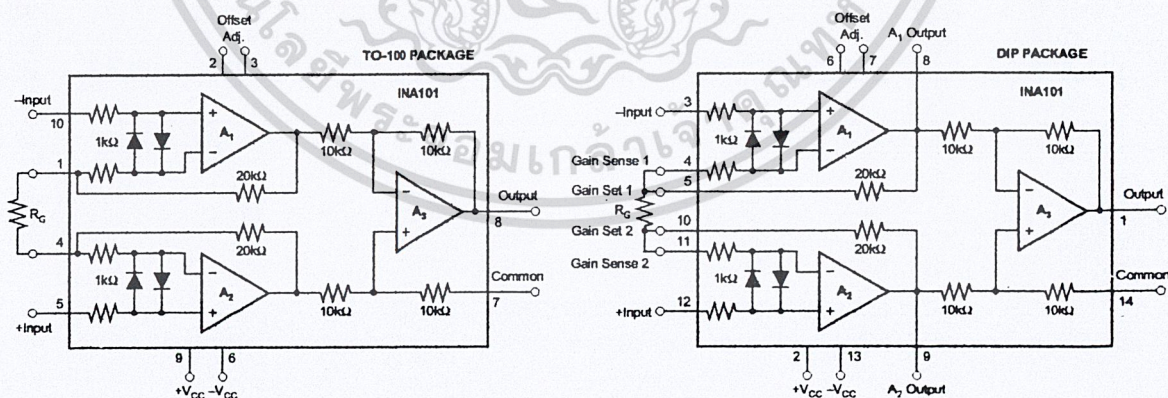 Offset
Adj.
2
3
TO-100 PACKAGE
INA101
–Input
10
1kΩ
A1
10kΩ
10kΩ
1
20kΩ
RG
A3
Output
8
4
20kΩ
1kΩ
A2
5
+Input
10kΩ
10kΩ
Common
7
9
6
+VCC –VCC
Offset
Adj.
A1 Output
6
7
8
DIP PACKAGE
INA101
–Input
3
1kΩ
A1
10kΩ
10kΩ
Gain Sense 1
4
5
20kΩ
Gain Set 1
RG
A3
Output
1
10
Gain Set 2
20kΩ
11
Gain Sense 2
1kΩ
A2
12
+Input
10kΩ
10kΩ
Common
14
2
13
9
+VCC –VCC
A2 Output